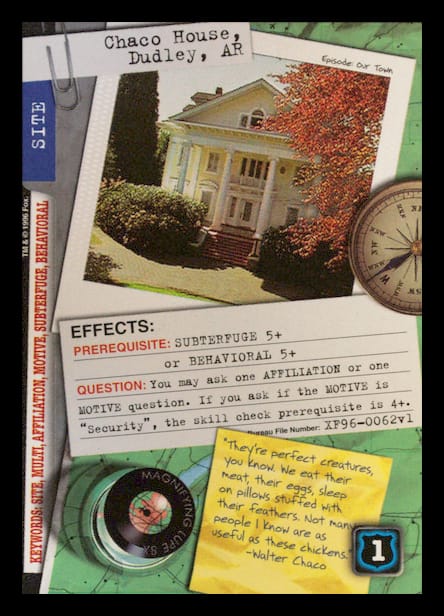 Chaco House,
Dudley, AR
Episode: Our Town
SITE
TM & © 1996 Fox.
KEYWORDS: SITE, MULTI, AFFILIATION, MOTIVE, SUBTERFUGE, BEHAVIORAL
EFFECTS:
PREREQUISITE: SUBTERFUGE 5+
or BEHAVIORAL 5+
QUESTION: You may ask one AFFILIATION or one
MOTIVE question. If you ask if the MOTIVE is
"Security", the skill check prerequisite is 4+.
Bureau File Number: XF96-0062v1
"They're perfect creatures,
you know. We eat their
meat, their eggs, sleep
on pillows stuffed with
their feathers. Not many
people I know are as
useful as these chickens."
-Walter Chaco
MAGNIFYING LUPE 8X
1
N
NW
W
SW